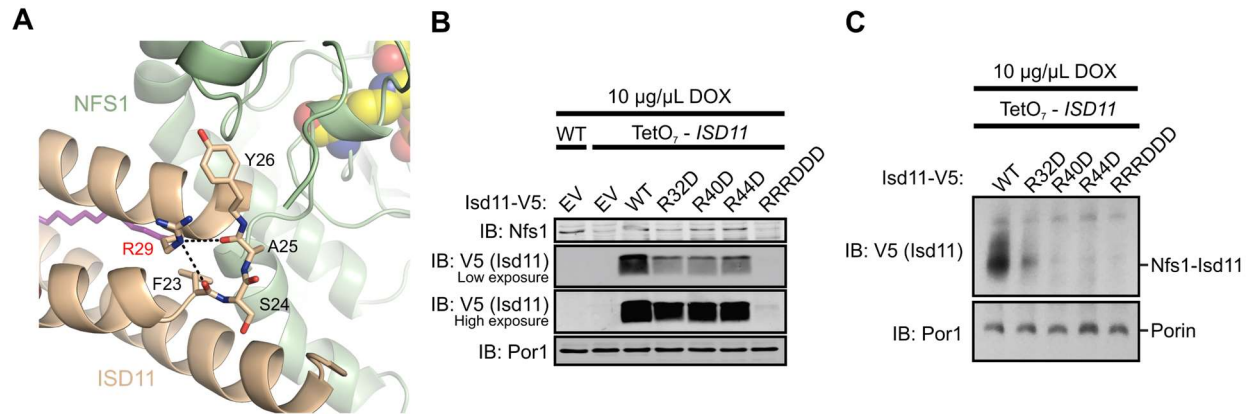 A
NFS1
Y26
R29
A25
F23
S24
ISD11
B
10 µg/µL DOX
WT TetO7 - ISD11
Isd11-V5: EV EV WT R32D R40D R44D RRRDDD
IB: Nfs1
IB: V5 (Isd11)
Low exposure
IB: V5 (Isd11)
High exposure
IB: Por1
C
10 µg/µL DOX
TetO7 - ISD11
Isd11-V5: WT R32D R40D R44D RRRDDD
IB: V5 (Isd11)
Nfs1-Isd11
IB: Por1
Porin